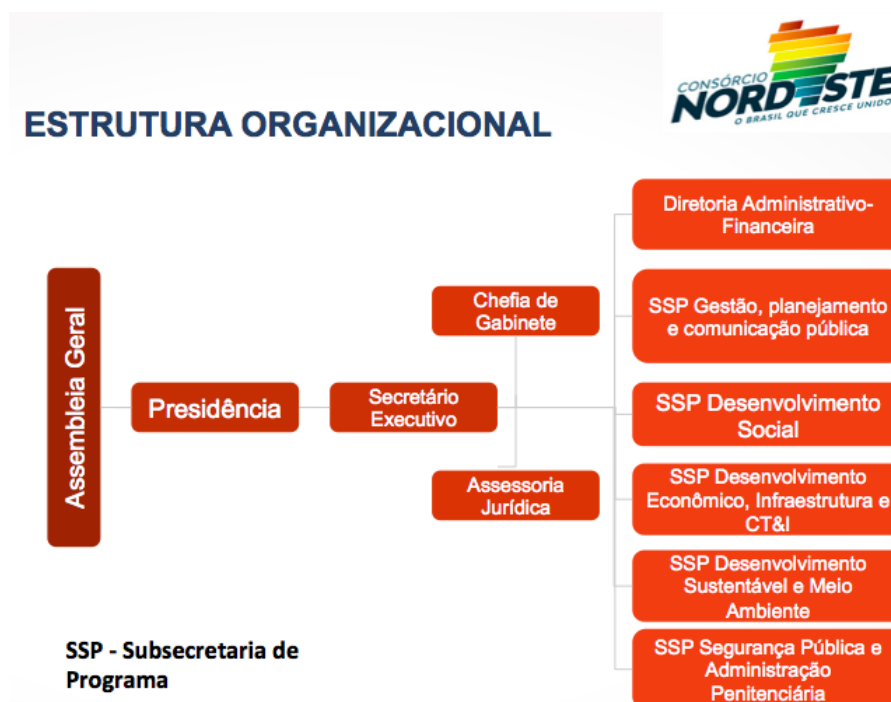 CONSÓRCIO
NORDESTE
O BRASIL QUE CRESCE UNIDO
ESTRUTURA ORGANIZACIONAL
Assembleia Geral
Presidência
Secretário
Executivo
Chefia de
Gabinete
Assessoria
Jurídica
Diretoria Administrativo-
Financeira
SSP Gestão, planejamento
e comunicação pública
SSP Desenvolvimento
Social
SSP Desenvolvimento
Econômico, Infraestrutura e
CT&I
SSP Desenvolvimento
Sustentável e Meio
Ambiente
SSP Segurança Pública e
Administração
Penitenciária
SSP - Subsecretaria de
Programa